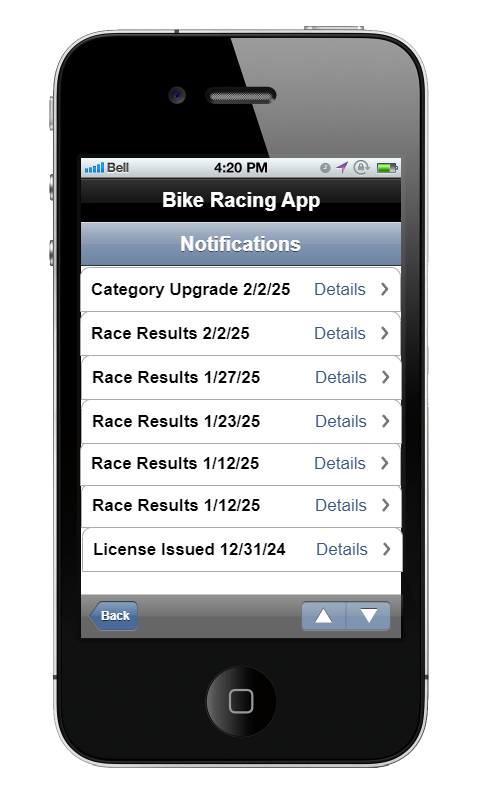 Bell 4:20 PM
Bike Racing App
Notifications
Category Upgrade 2/2/25 Details
Race Results 2/2/25 Details
Race Results 1/27/25 Details
Race Results 1/23/25 Details
Race Results 1/12/25 Details
Race Results 1/12/25 Details
License Issued 12/31/24 Details
Back